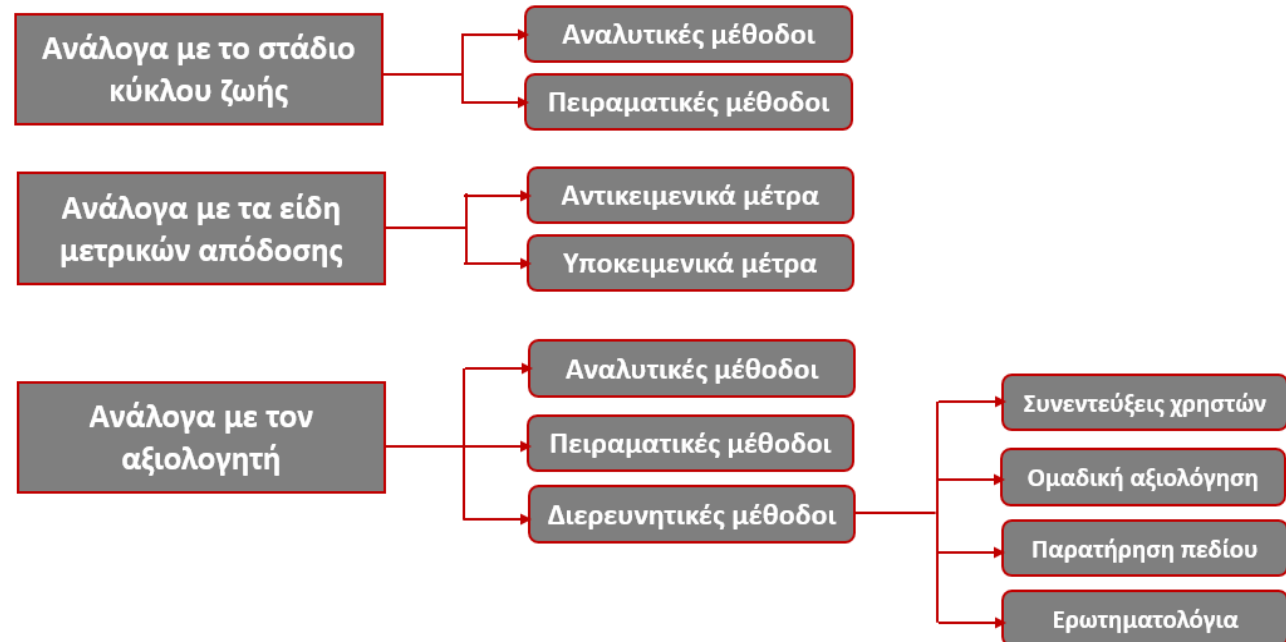 Ανάλογα με το στάδιο
κύκλου ζωής
Αναλυτικές μέθοδοι
Πειραματικές μέθοδοι
Ανάλογα με τα είδη
μετρικών απόδοσης
Αντικειμενικά μέτρα
Υποκειμενικά μέτρα
Ανάλογα με τον
αξιολογητή
Αναλυτικές μέθοδοι
Πειραματικές μέθοδοι
Διερευνητικές μέθοδοι
Συνεντεύξεις χρηστών
Ομαδική αξιολόγηση
Παρατήρηση πεδίου
Ερωτηματολόγια